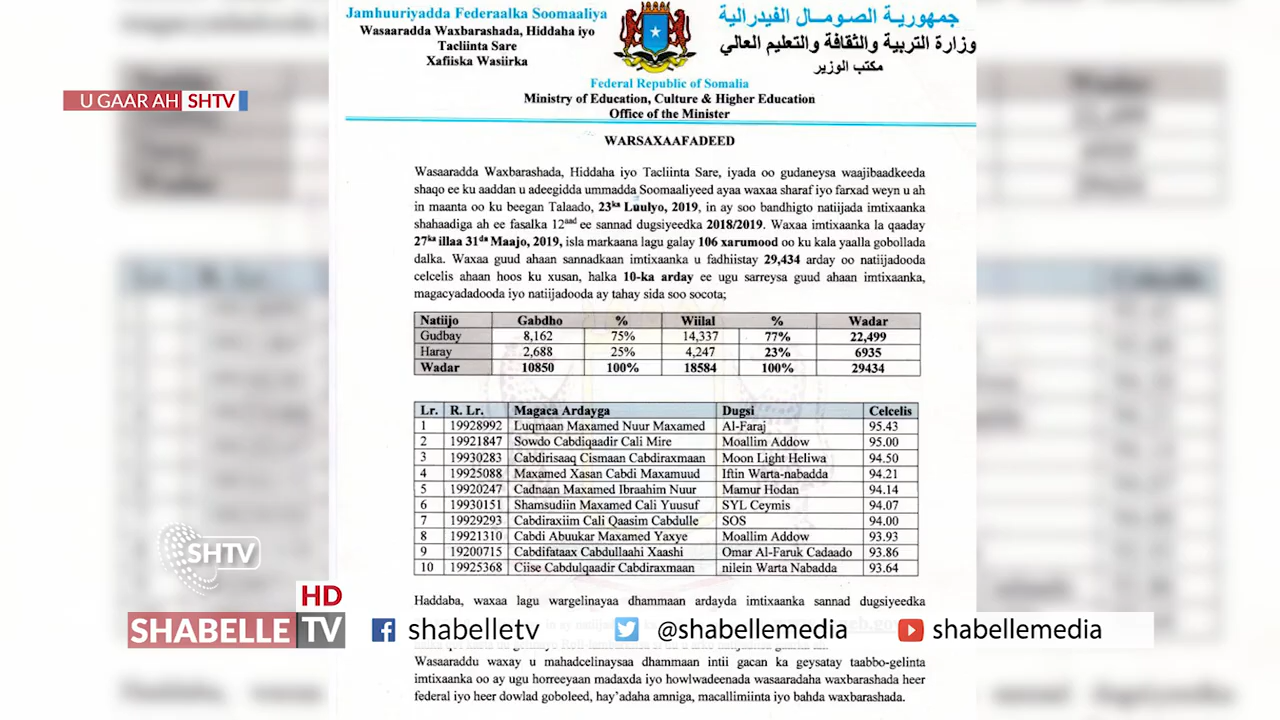 Jamhuuriyadda Federaalka Soomaaliya
Wasaaradda Waxbarashada, Hiddaha iyo
Tacliinta Sare
Xafiiska Wasiirka
جمهورية الصومال الفيدرالية
وزارة التربية والثقافة والتعليم العالي
مكتب الوزير
Federal Republic of Somalia
Ministry of Education, Culture & Higher Education
Office of the Minister
U GAAR AH SHTV
WARSAXAAFADEED
Wasaaradda Waxbarashada, Hiddaha iyo Tacliinta Sare, iyada oo gudaneysa waajibaadkeeda
shaqo ee ku aaddan u adeegidda ummadda Soomaaliyeed ayaa waxaa sharaf iyo farxad weyn u ah
in maanta oo ku beegan Talaado, 23ka Luulyo, 2019, in ay soo bandhigto natiijada imtixaanka
shahaadiga ah ee fasalka 12aad ee sannad dugsiyeedka 2018/2019. Waxaa imtixaanka la qaaday
27ka illaa 31da Maajo, 2019, isla markaana lagu galay 106 xarumood oo ku kala yaalla gobollada
dalka. Waxaa guud ahaan sannadkaan imtixaanka u fadhiistay 29,434 arday oo natiijadooda
celcelis ahaan hoos ku xusan, halka 10-ka arday ee ugu sarreysa guud ahaan imtixaanka,
magacyadadooda iyo natiijadooda ay tahay sida soo socota;
Natiijo Gabdho % Wiilal % Wadar
Gudbay 8,162 75% 14,337 77% 22,499
Haray 2,688 25% 4,247 23% 6935
Wadar 10850 100% 18584 100% 29434
Lr. R. Lr. Magaca Ardayga Dugsi Celcelis
1 19928992 Luqmaan Maxamed Nuur Maxamed Al-Faraj 95.43
2 19921847 Sowdo Cabdiqaadir Cali Mire Moallim Addow 95.00
3 19930283 Cabdirisaaq Cismaan Cabdiraxmaan Moon Light Heliwa 94.50
4 19925088 Maxamed Xasan Cabdi Maxamuud Iftin Warta-nabadda 94.21
5 19920247 Cadnaan Maxamed Ibraahim Nuur Mamur Hodan 94.14
6 19930151 Shamsudiin Maxamed Cali Yuusuf SYL Ceymis 94.07
7 19929293 Cabdiraxiim Cali Qaasim Cabdulle SOS 94.00
8 19921310 Cabdi Abuukar Maxamed Yaxye Moallim Addow 93.93
9 19200715 Cabdifataax Cabdullaahi Xaashi Omar Al-Faruk Cadaado 93.86
10 19925368 Ciise Cabdulqaadir Cabdiraxmaan nilein Warta Nabadda 93.64
Haddaba, waxaa lagu wargelinayaa dhammaan ardayda imtixaanka sannad dugsiyeedka
SHTV
HD
SHABELLE TV
shabelletv
@shabellemedia
shabellemedia
Wasaaraddu waxay u mahadcelinaysaa dhammaan intii gacan ka geysatay taabbo-gelinta
imtixaanka oo ay ugu horreeyaan madaxda iyo howlwadeenada wasaaradaha waxbarashada heer
federal iyo heer dowlad goboleed, hay'adaha amniga, macallimiinta iyo bahda waxbarashada.